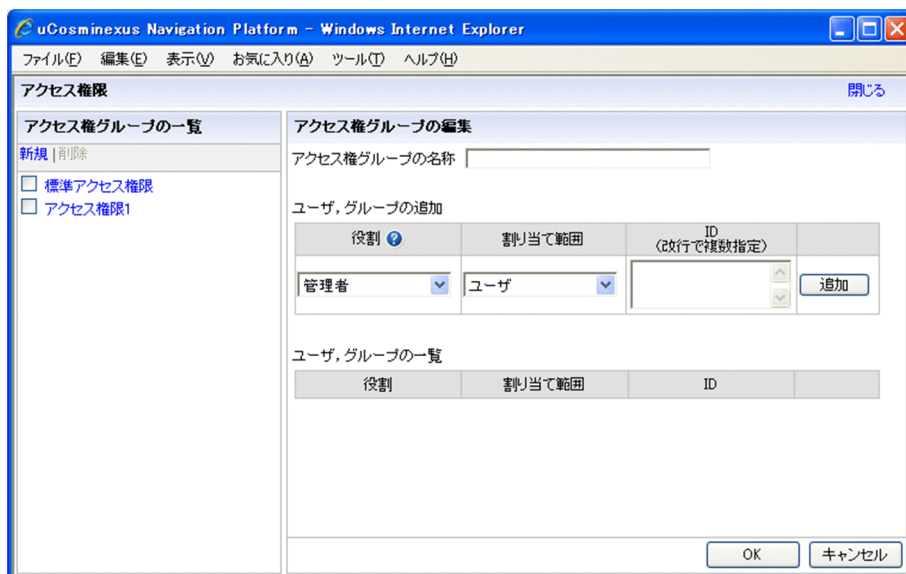 uCosminexus Navigation Platform - Windows Internet Explorer
ファイル(F) 編集(E) 表示(V) お気に入り(A) ツール(T) ヘルプ(H)
アクセス権限 閉じる
アクセス権グループの一覧
新規 | 削除
標準アクセス権限
アクセス権限1
アクセス権グループの編集
アクセス権グループの名称
ユーザ, グループの追加
役割 ? 割り当て範囲 ID
(改行で複数指定)
管理者 ユーザ 追加
ユーザ, グループの一覧
役割 割り当て範囲 ID
OK キャンセル